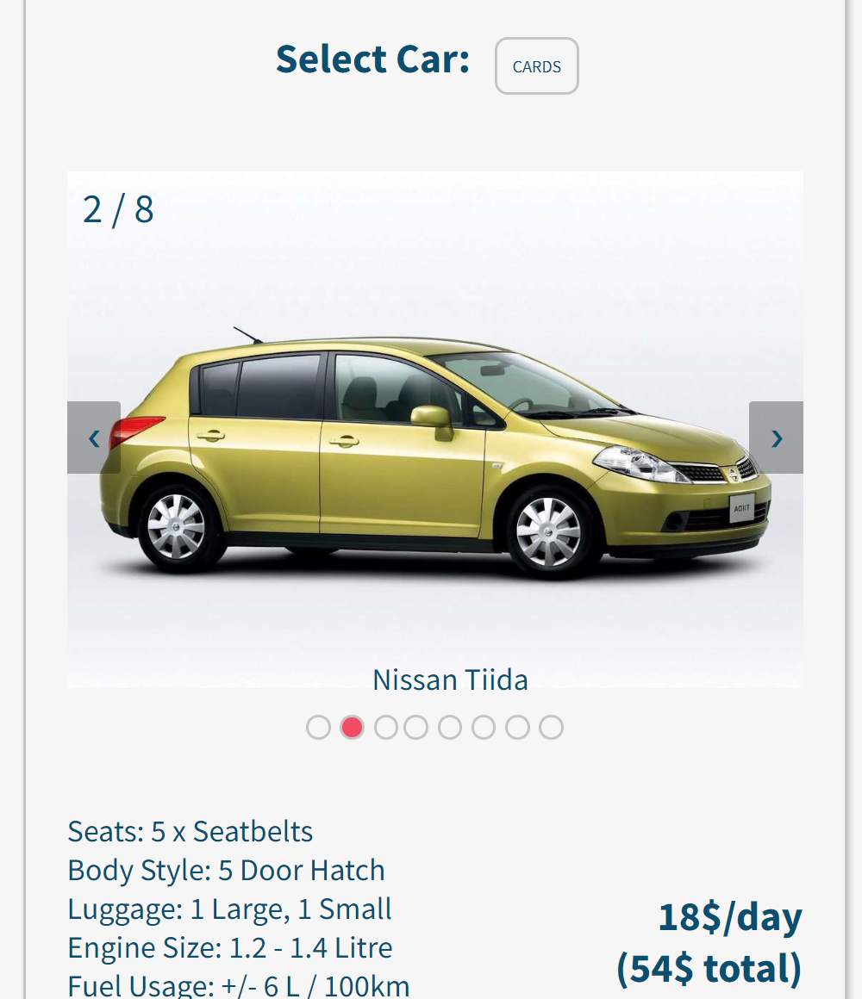 Select Car: CARDS
2 / 8
‹ ›
Nissan Tiida
Seats: 5 x Seatbelts
Body Style: 5 Door Hatch
Luggage: 1 Large, 1 Small
Engine Size: 1.2 - 1.4 Litre
Fuel Usage: +/- 6 L / 100km
18$/day
(54$ total)